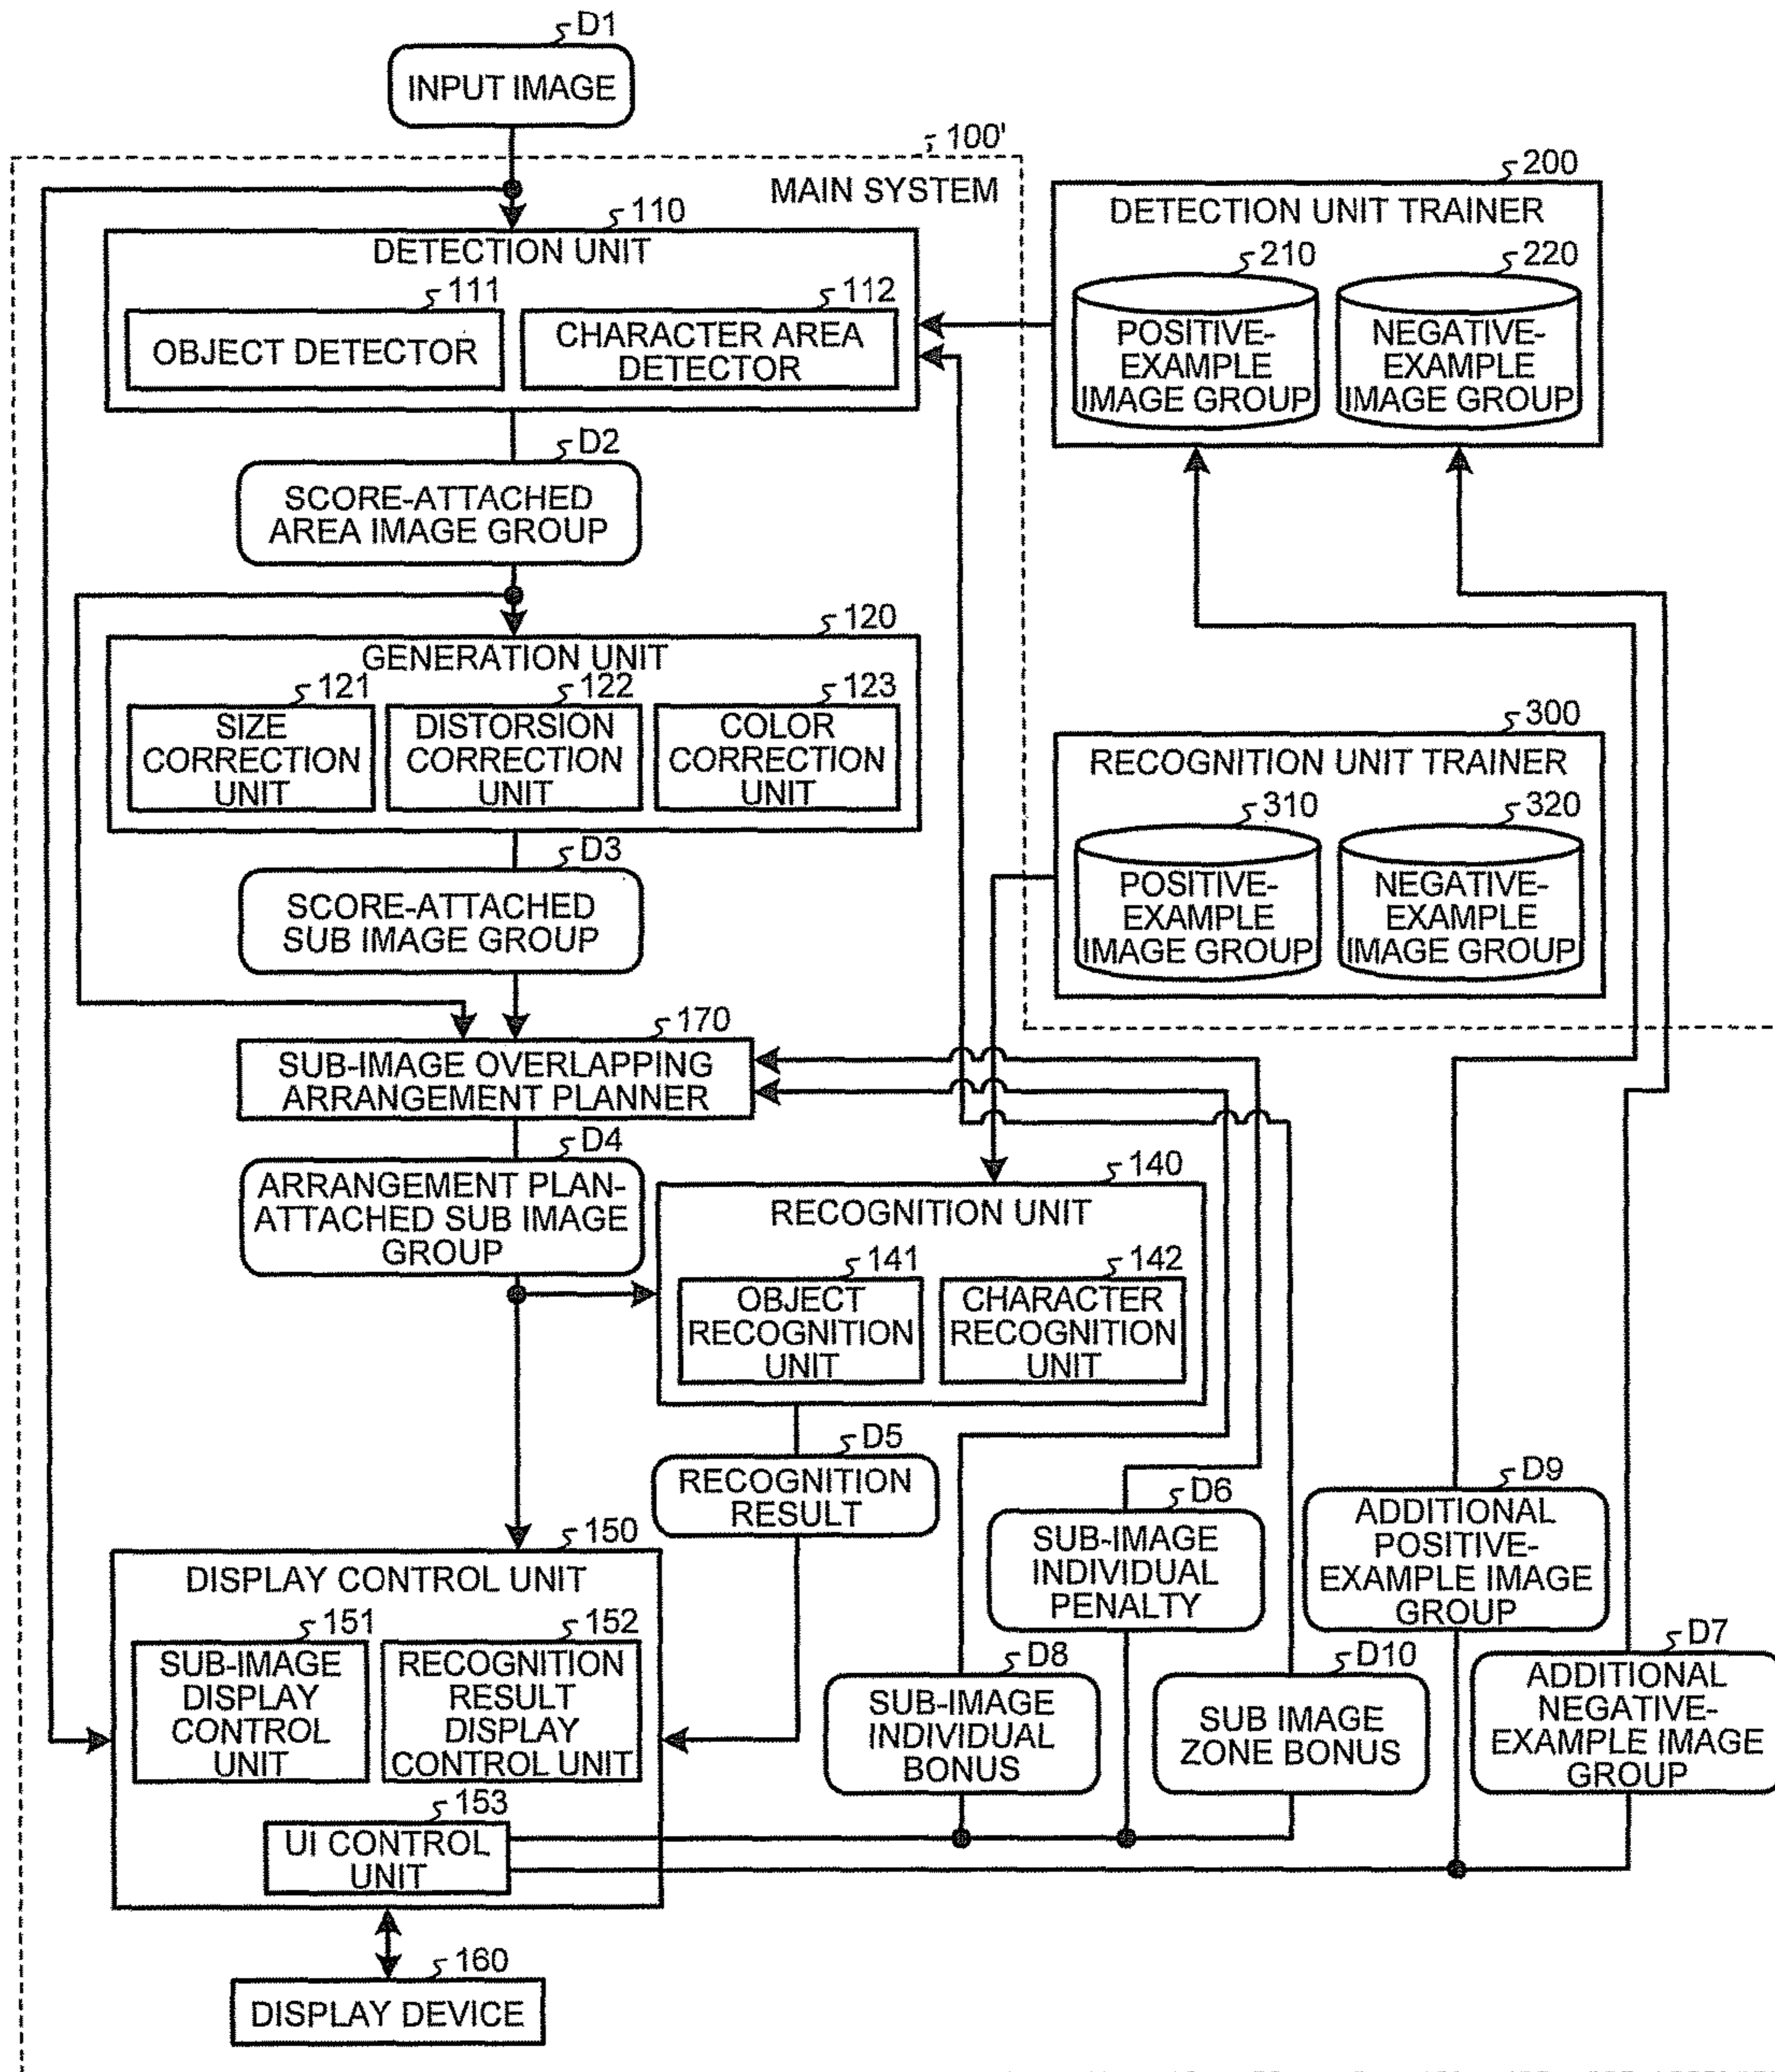 D1
INPUT IMAGE
100'
MAIN SYSTEM
110
DETECTION UNIT
111
OBJECT DETECTOR
112
CHARACTER AREA
DETECTOR
200
DETECTION UNIT TRAINER
210
POSITIVE-
EXAMPLE
IMAGE GROUP
220
NEGATIVE-
EXAMPLE
IMAGE GROUP
D2
SCORE-ATTACHED
AREA IMAGE GROUP
120
GENERATION UNIT
121
SIZE
CORRECTION
UNIT
122
DISTORSION
CORRECTION
UNIT
123
COLOR
CORRECTION
UNIT
300
RECOGNITION UNIT TRAINER
310
POSITIVE-
EXAMPLE
IMAGE GROUP
320
NEGATIVE-
EXAMPLE
IMAGE GROUP
D3
SCORE-ATTACHED
SUB IMAGE GROUP
170
SUB-IMAGE OVERLAPPING
ARRANGEMENT PLANNER
D4
ARRANGEMENT PLAN-
ATTACHED SUB IMAGE
GROUP
140
RECOGNITION UNIT
141
OBJECT
RECOGNITION
UNIT
142
CHARACTER
RECOGNITION
UNIT
D5
RECOGNITION
RESULT
D6
SUB-IMAGE
INDIVIDUAL
PENALTY
D9
ADDITIONAL
POSITIVE-
EXAMPLE IMAGE
GROUP
150
DISPLAY CONTROL UNIT
151
SUB-IMAGE
DISPLAY
CONTROL
UNIT
152
RECOGNITION
RESULT
DISPLAY
CONTROL UNIT
D8
SUB-IMAGE
INDIVIDUAL
BONUS
D10
SUB IMAGE
ZONE BONUS
D7
ADDITIONAL
NEGATIVE-
EXAMPLE IMAGE
GROUP
153
UI CONTROL
UNIT
160
DISPLAY DEVICE